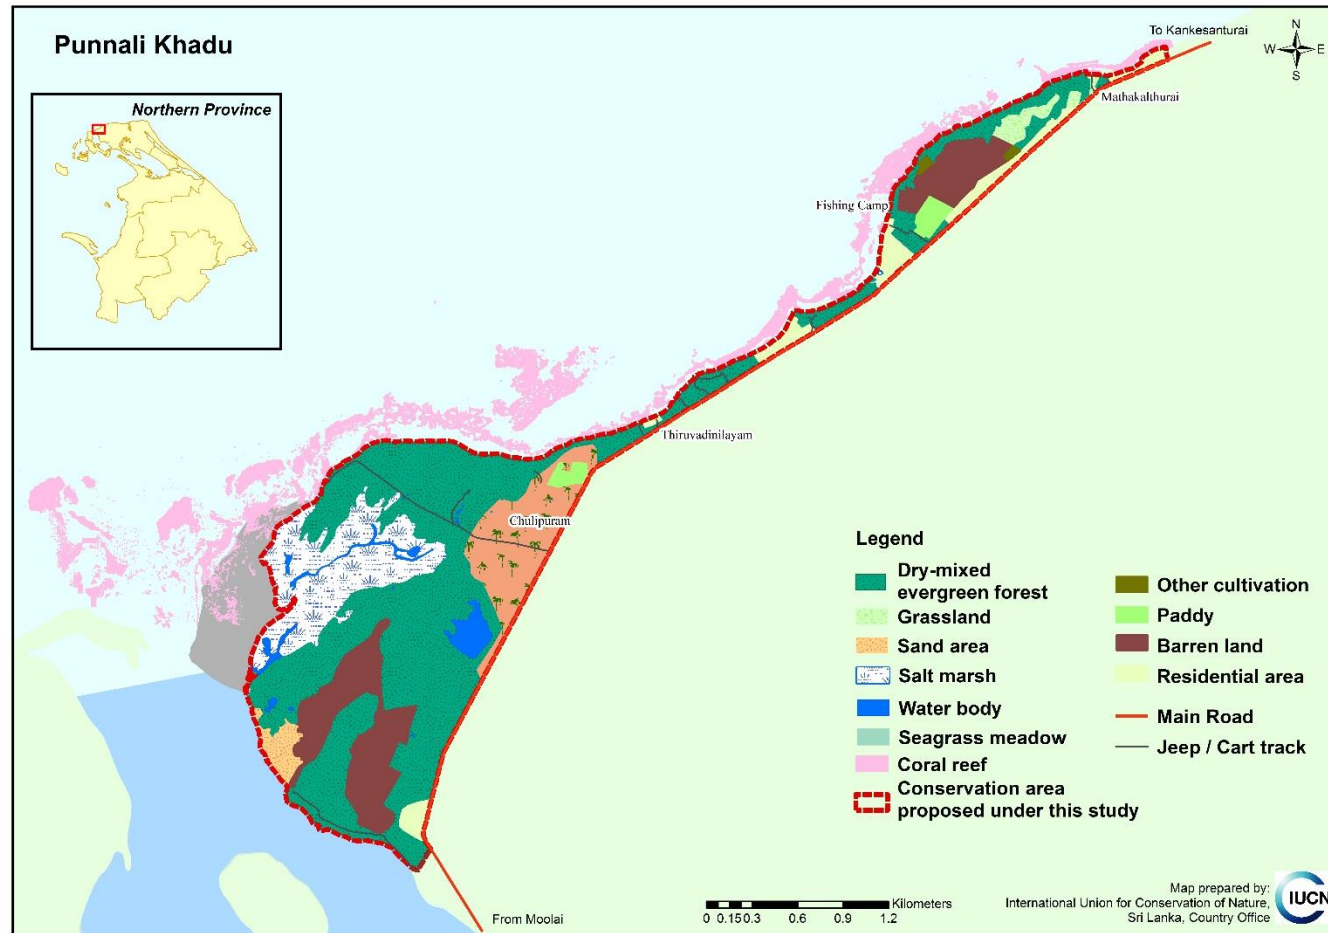 Punnali Khadu
To Kankesanturai
N
W E
S
Northern Province
Mathakalthurai
Fishing Camp
Thiruvadinilayam
Chulipuram
Legend
Dry-mixed
evergreen forest
Grassland
Sand area
Salt marsh
Water body
Seagrass meadow
Coral reef
Conservation area
proposed under this study
Other cultivation
Paddy
Barren land
Residential area
Main Road
Jeep / Cart track
From Moolai
Kilometers
0 0.15 0.3 0.6 0.9 1.2
Map prepared by:
International Union for Conservation of Nature,
Sri Lanka, Country Office
IUCN